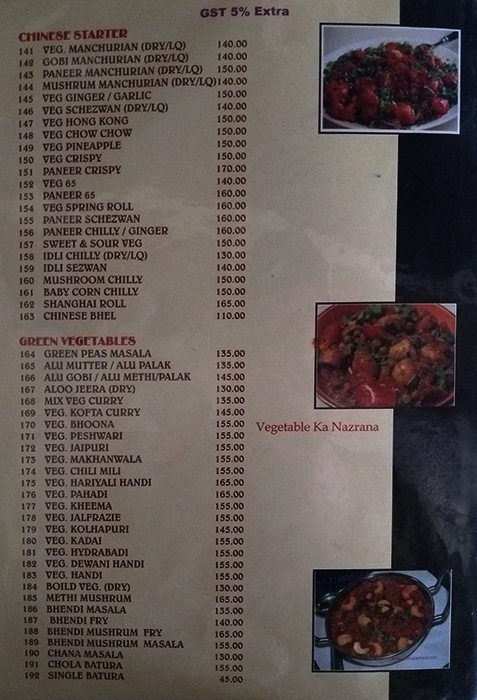 GST 5% Extra
CHINESE STARTER
141 VEG. MANCHURIAN (DRY/LQ) 140.00
142 GOBI MANCHURIAN (DRY/LQ) 140.00
143 PANEER MANCHURIAN (DRY/LQ) 150.00
144 MUSHRUM MANCHURIAN (DRY/LQ) 140.00
145 VEG GINGER / GARLIC 150.00
146 VEG SCHEZWAN (DRY/LQ) 140.00
147 VEG HONG KONG 150.00
148 VEG CHOW CHOW 150.00
149 VEG PINEAPPLE 150.00
150 VEG CRISPY 150.00
151 PANEER CRISPY 170.00
152 VEG 65 140.00
153 PANEER 65 160.00
154 VEG SPRING ROLL 160.00
155 PANEER SCHEZWAN 160.00
156 PANEER CHILLY / GINGER 160.00
157 SWEET & SOUR VEG 150.00
158 IDLI CHILLY (DRY/LQ) 130.00
159 IDLI SEZWAN 140.00
160 MUSHROOM CHILLY 150.00
161 BABY CORN CHILLY 150.00
162 SHANGHAI ROLL 165.00
163 CHINESE BHEL 110.00
GREEN VEGETABLES
164 GREEN PEAS MASALA 135.00
165 ALU MUTTER / ALU PALAK 135.00
166 ALU GOBI / ALU METHI/PALAK 145.00
167 ALOO JEERA (DRY) 130.00
168 MIX VEG CURRY 135.00
169 VEG. KOFTA CURRY 145.00
170 VEG. BHOONA 155.00
171 VEG. PESHWARI 155.00
172 VEG. JAIPURI 155.00
173 VEG. MAKHANWALA 155.00
174 VEG. CHILI MILI 155.00
175 VEG. HARIYALI HANDI 165.00
176 VEG. PAHADI 165.00
177 VEG. KHEEMA 155.00
178 VEG. JALFRAZIE 155.00
179 VEG. KOLHAPURI 145.00
180 VEG. KADAI 155.00
181 VEG. HYDRABADI 155.00
182 VEG. DEWANI HANDI 155.00
183 VEG. HANDI 155.00
184 BOILD VEG. (DRY) 130.00
185 METHI MUSHRUM 165.00
186 BHENDI MASALA 135.00
187 BHENDI FRY 140.00
188 BHENDI MUSHRUM FRY 165.00
189 BHENDI MUSHRUM MASALA 155.00
190 CHANA MASALA 130.00
191 CHOLA BATURA 155.00
192 SINGLE BATURA 45.00
Vegetable Ka Nazrana